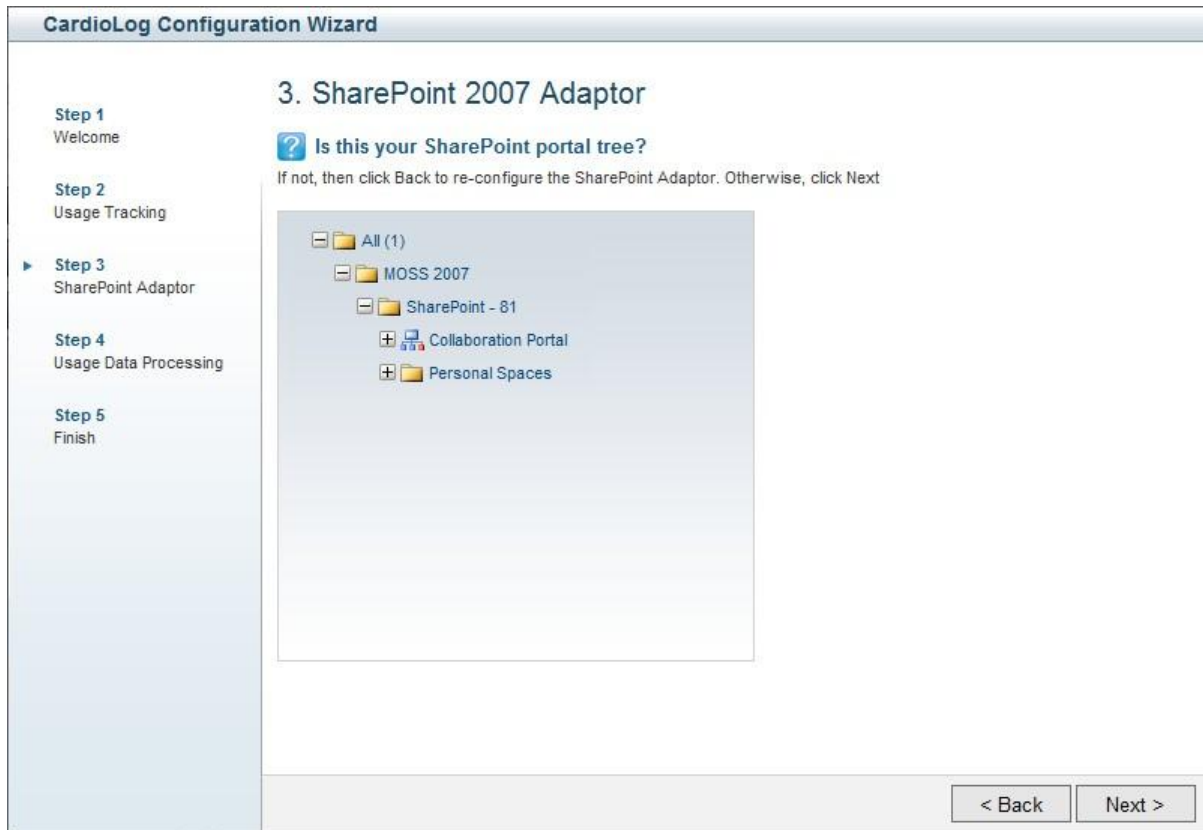 CardioLog Configuration Wizard
Step 1
Welcome
Step 2
Usage Tracking
Step 3
SharePoint Adaptor
Step 4
Usage Data Processing
Step 5
Finish
3. SharePoint 2007 Adaptor
? Is this your SharePoint portal tree?
If not, then click Back to re-configure the SharePoint Adaptor. Otherwise, click Next
All (1)
MOSS 2007
SharePoint - 81
Collaboration Portal
Personal Spaces
< Back
Next >